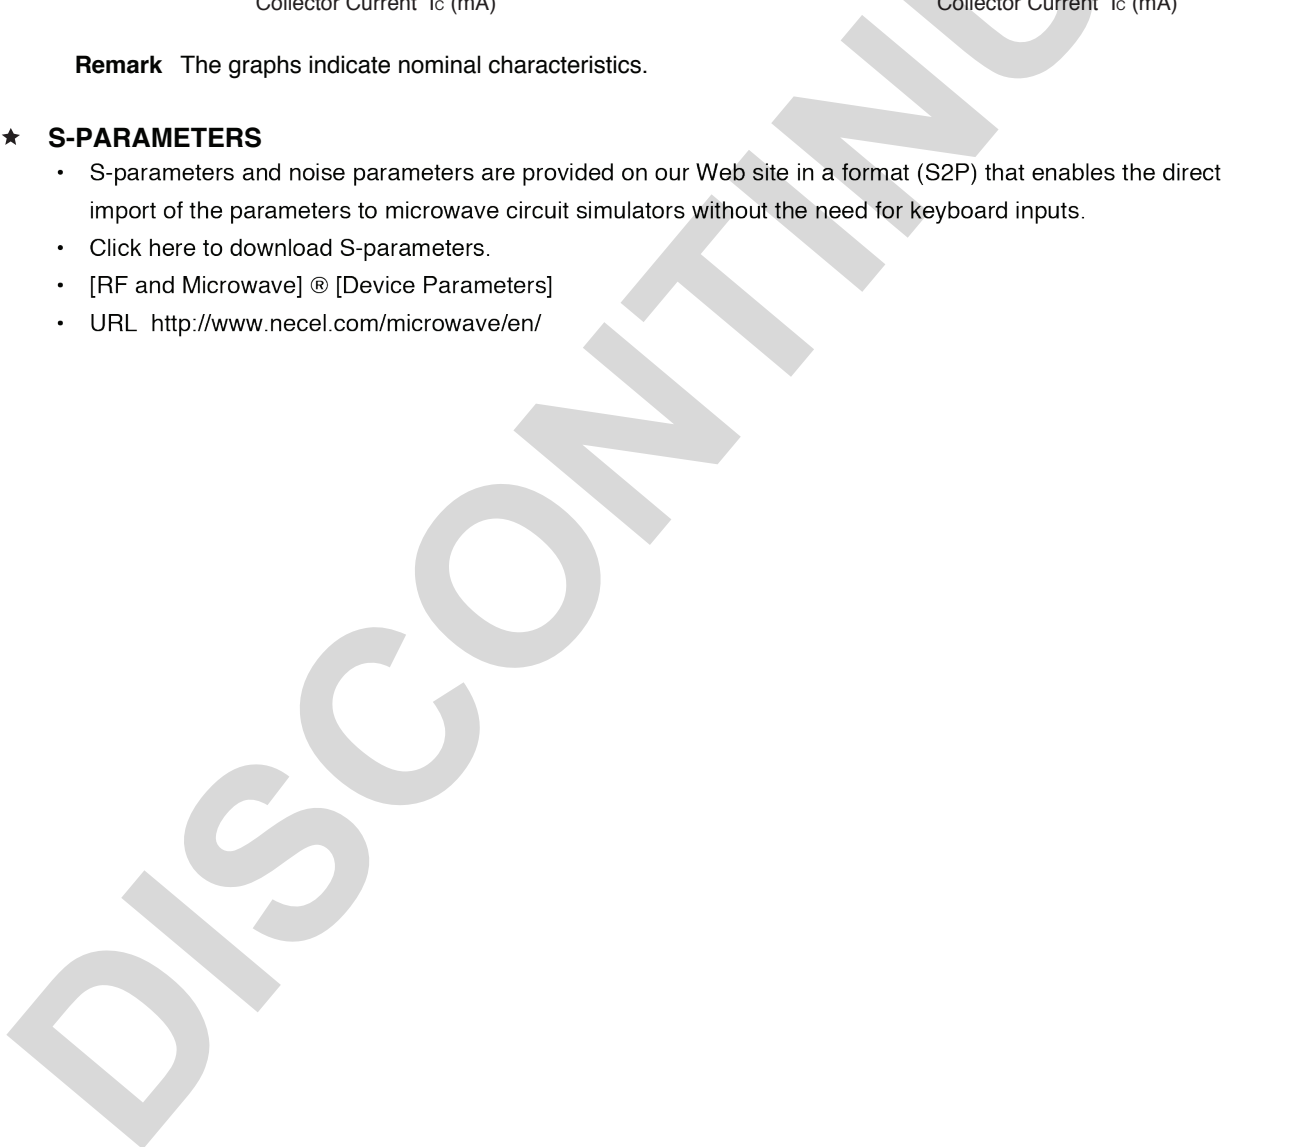 Collector Current IC (mA)
Collector Current IC (mA)
Remark The graphs indicate nominal characteristics.
★ S-PARAMETERS
• S-parameters and noise parameters are provided on our Web site in a format (S2P) that enables the direct
import of the parameters to microwave circuit simulators without the need for keyboard inputs.
• Click here to download S-parameters.
• [RF and Microwave] ® [Device Parameters]
• URL http://www.necel.com/microwave/en/
DISCONTINU